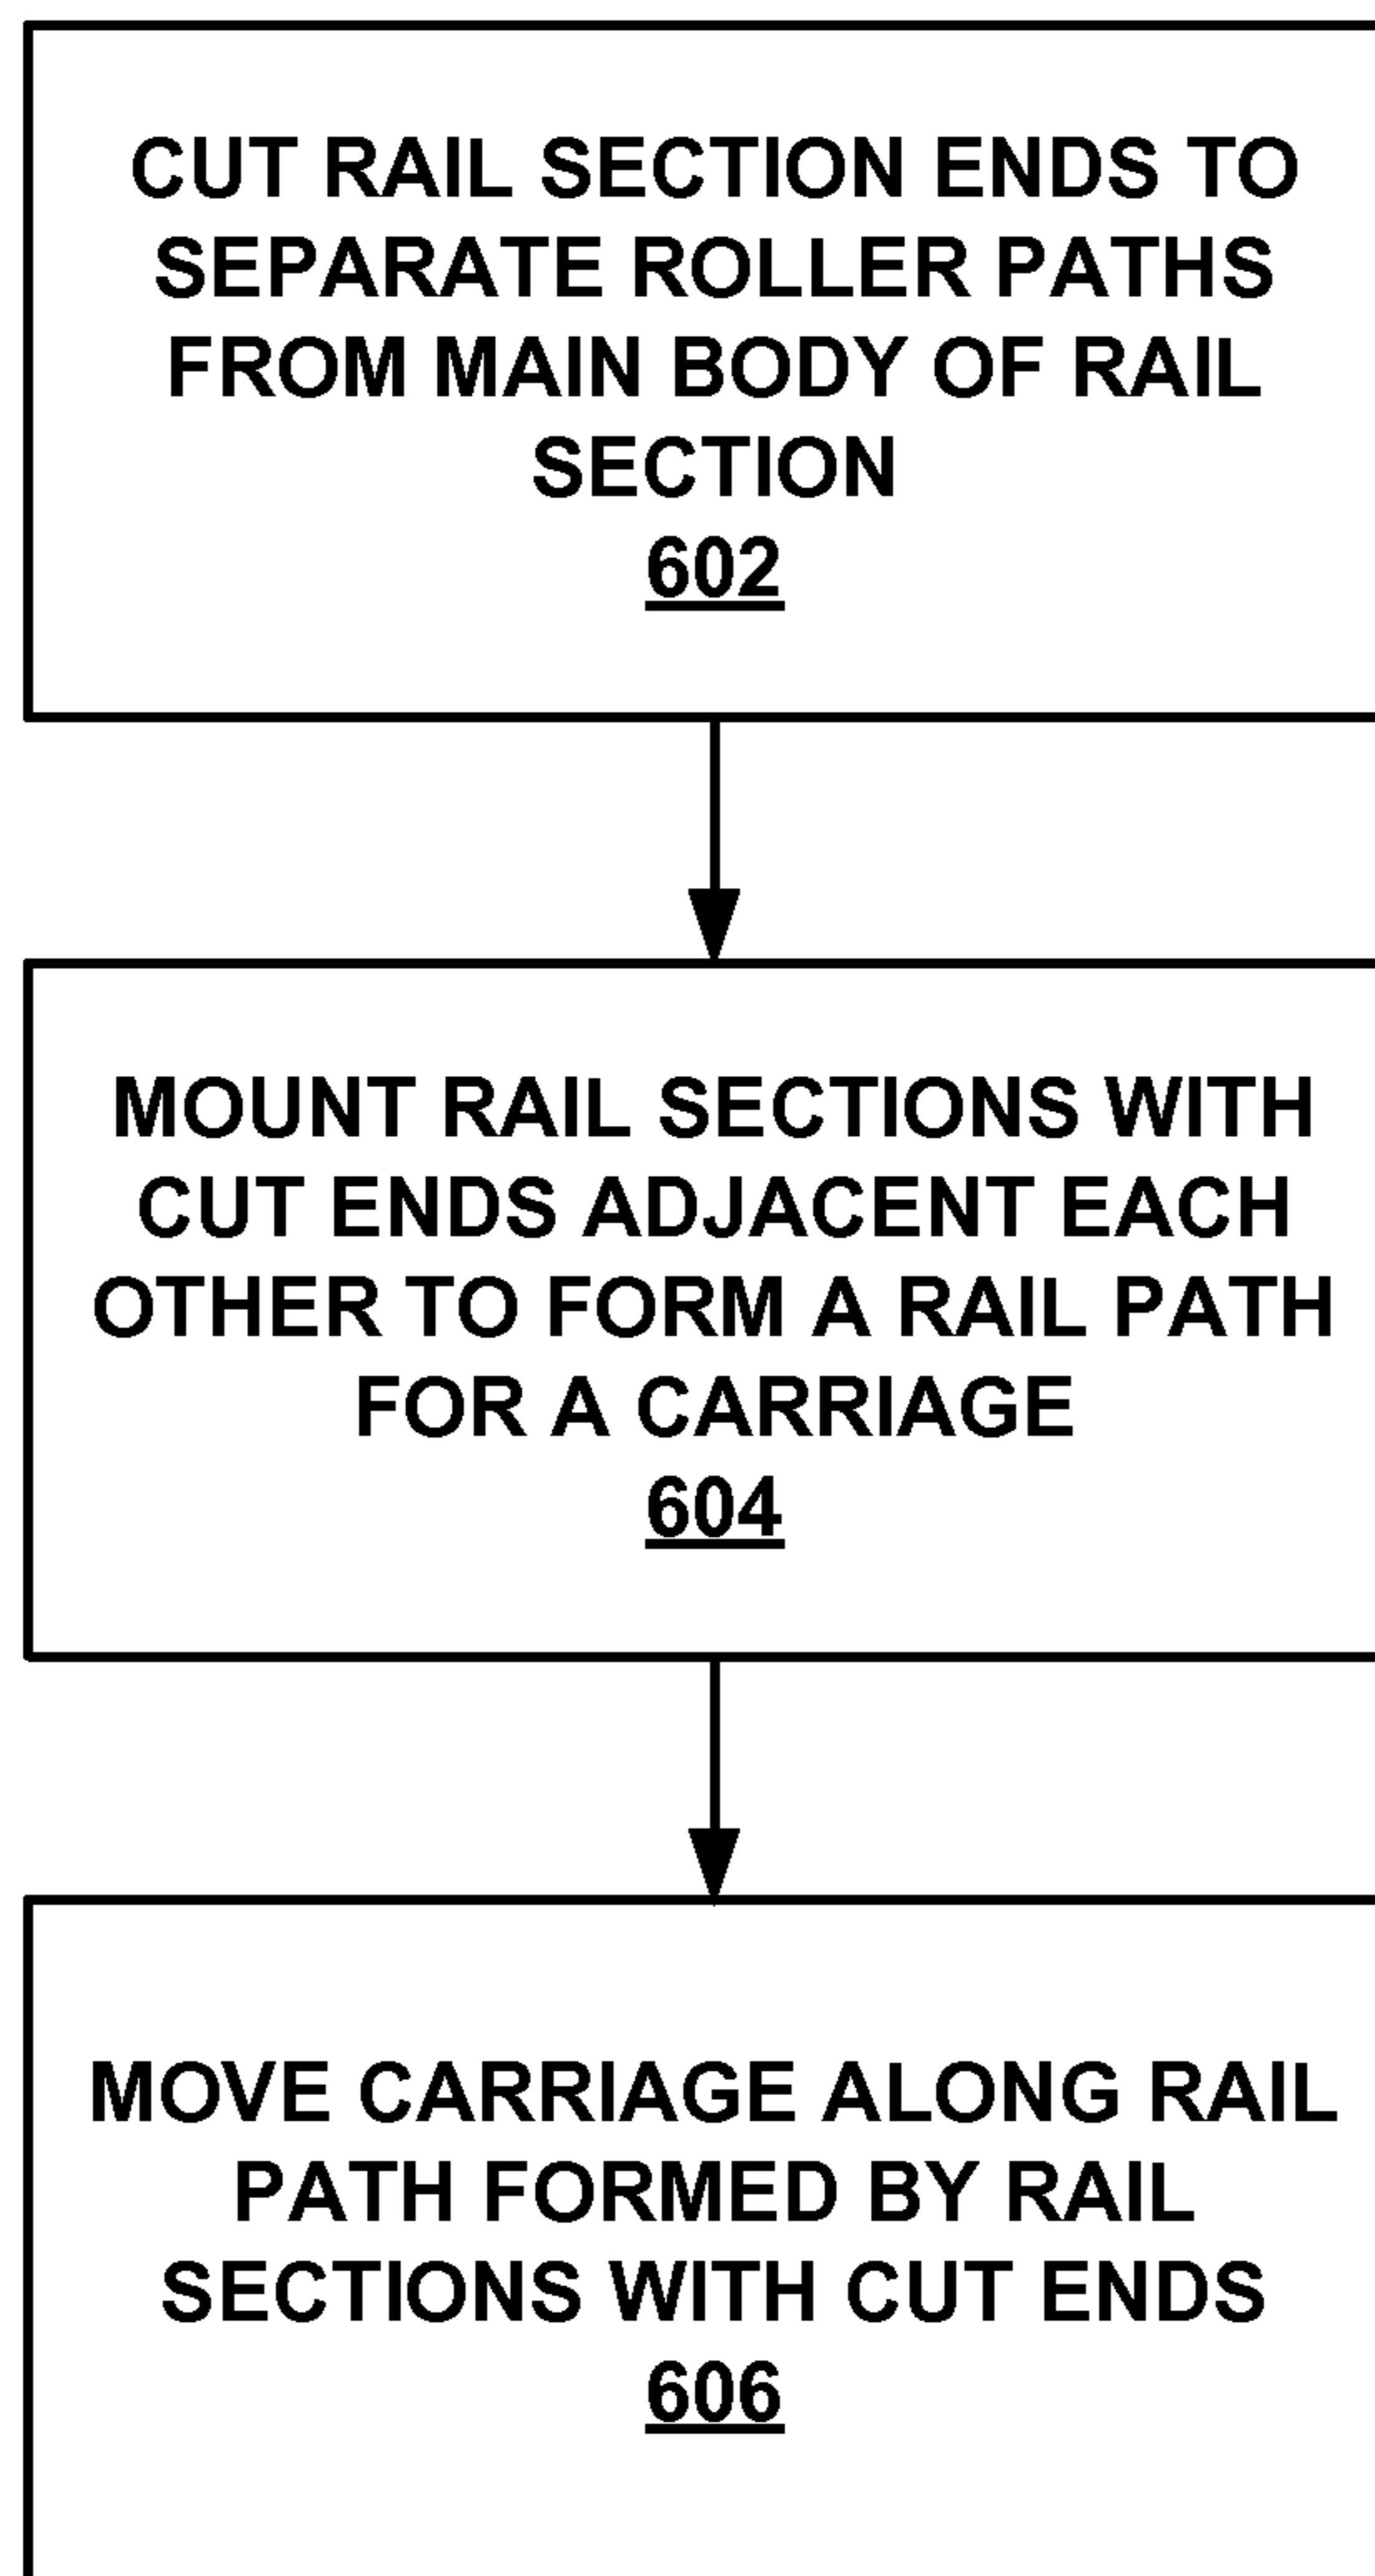 CUT RAIL SECTION ENDS TO
SEPARATE ROLLER PATHS
FROM MAIN BODY OF RAIL
SECTION
602
MOUNT RAIL SECTIONS WITH
CUT ENDS ADJACENT EACH
OTHER TO FORM A RAIL PATH
FOR A CARRIAGE
604
MOVE CARRIAGE ALONG RAIL
PATH FORMED BY RAIL
SECTIONS WITH CUT ENDS
606